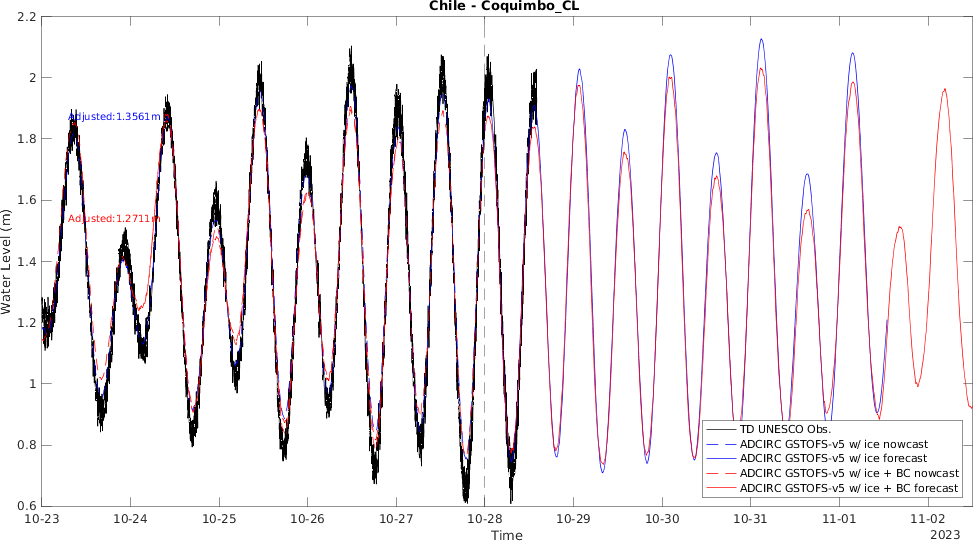 Chile - Coquimbo_CL
2.2
2
1.8
1.6
1.4
1.2
1
0.8
0.6
Water Level (m)
Adjusted:1.3561m
Adjusted:1.2711m
TD UNESCO Obs.
ADCIRC GSTOFS-v5 w/ ice nowcast
ADCIRC GSTOFS-v5 w/ ice forecast
ADCIRC GSTOFS-v5 w/ ice + BC nowcast
ADCIRC GSTOFS-v5 w/ ice + BC forecast
10-23 10-24 10-25 10-26 10-27 10-28 10-29 10-30 10-31 11-01 11-02
2023
Time